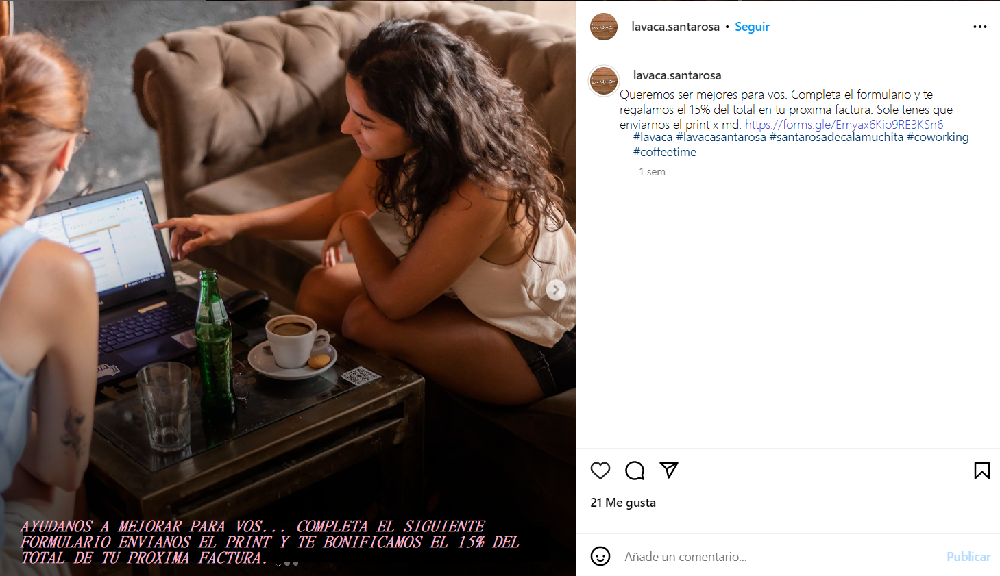 lavaca.santarosa • Seguir
lavaca.santarosa
Queremos ser mejores para vos. Completa el formulario y te
regalamos el 15% del total en tu proxima factura. Sole tenes que
enviarnos el print x md. https://forms.gle/Emyax6Kio9RE3KSn6
#lavaca #lavacasantarosa #santarosadecalamuchita #coworking
#coffeetime
1 sem
21 Me gusta
Añade un comentario...
Publicar
AYUDANOS A MEJORAR PARA VOS... COMPLETA EL SIGUIENTE
FORMULARIO ENVIANOS EL PRINT Y TE BONIFICAMOS EL 15% DEL
TOTAL DE TU PROXIMA FACTURA.